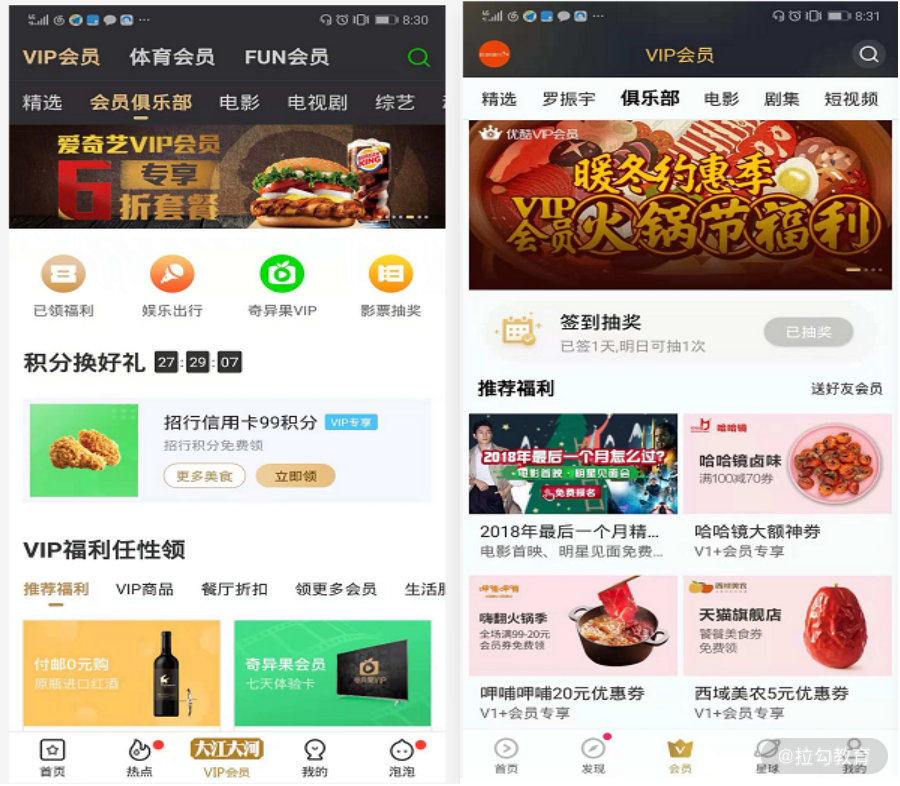 8:30
VIP会员 体育会员 FUN会员
精选 会员俱乐部 电影 电视剧 综艺
爱奇艺VIP会员
6 专享
折套餐
BURGER KING
已领福利 娱乐出行 奇异果VIP 影票抽奖
积分换好礼 27:29:07
招行信用卡99积分 VIP专享
招行积分免费领
更多美食 立即领
VIP福利任性领
推荐福利 VIP商品 餐厅折扣 领更多会员 生活服
付邮0元购
原瓶进口红酒
奇异果会员
七天体验卡
奇异果VIP
大江大河
首页 热点 VIP会员 我的 泡泡
8:31
VIP会员
精选 罗振宇 俱乐部 电影 剧集 短视频
优酷VIP会员
暖冬约惠季
VIP会员火锅节福利
签到抽奖
已签1天,明日可抽1次
已抽奖
推荐福利 送好友会员
2018年最后一个月怎么过?
电影首映·明星见面会
免费报名
2018年最后一个月精...
电影首映、明星见面免费...
哈哈镜
哈哈镜卤味
满100减70券
哈哈镜大额神券
V1+会员专享
呷哺呷哺
嗨翻火锅季
全场满99-20元
会员券免费领
呷哺呷哺20元优惠券
V1+会员专享
西域美农
天猫旗舰店
饕餮美食券
免费领
西域美农5元优惠券
V1+会员专享
首页 发现 会员 星球 我的
@拉勾教育